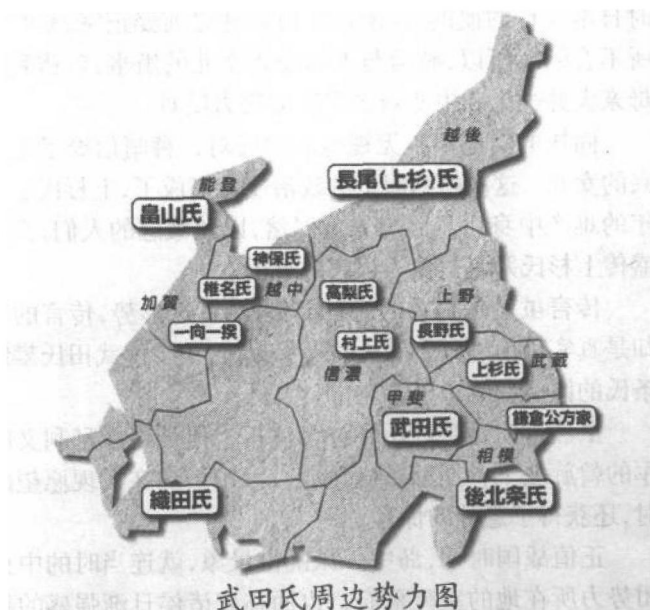 越後
長尾(上杉)氏
能登
畠山氏
神保氏
椎名氏
越中
高梨氏
上野
加賀
一向一揆
長野氏
村上氏
信濃
上杉氏
武蔵
甲斐
武田氏
鎌倉公方家
相模
織田氏
後北条氏
武田氏周边势力图